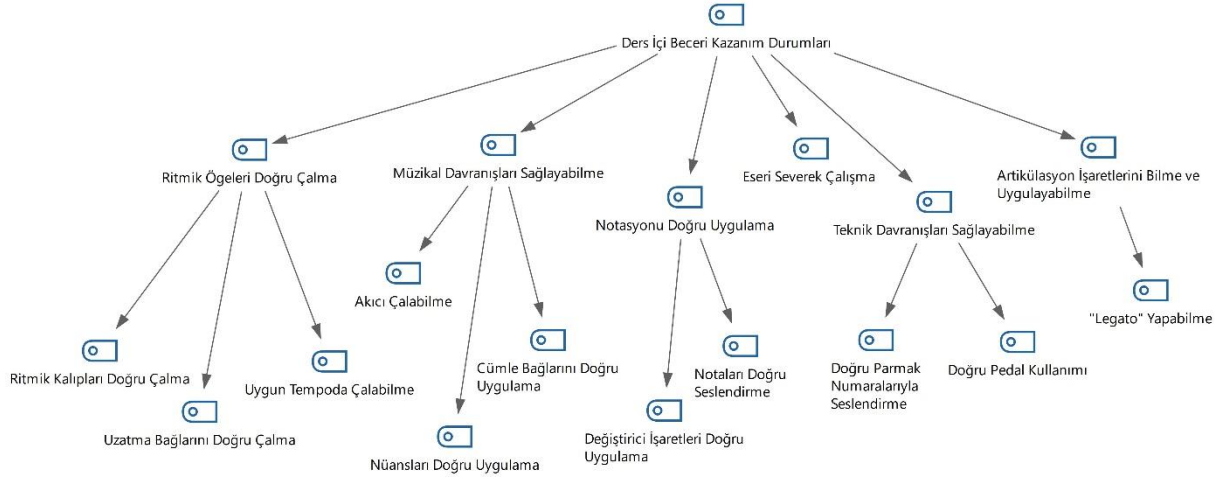 Ders İçi Beceri Kazanım Durumları
Ritmik Ögeleri Doğru Çalma
Müzikal Davranışları Sağlayabilme
Eseri Severek Çalışma
Artikülasyon İşaretlerini Bilme ve
Uygulayabilme
Notasyonu Doğru Uygulama
Teknik Davranışları Sağlayabilme
Akıcı Çalabilme
"Legato" Yapabilme
Ritmik Kalıpları Doğru Çalma
Uygun Tempoda Çalabilme
Cümle Bağlarını Doğru
Uygulama
Notaları Doğru
Seslendirme
Doğru Parmak
Numaralarıyla
Seslendirme
Doğru Pedal Kullanımı
Uzatma Bağlarını Doğru Çalma
Nüansları Doğru Uygulama
Değiştirici İşaretleri Doğru
Uygulama